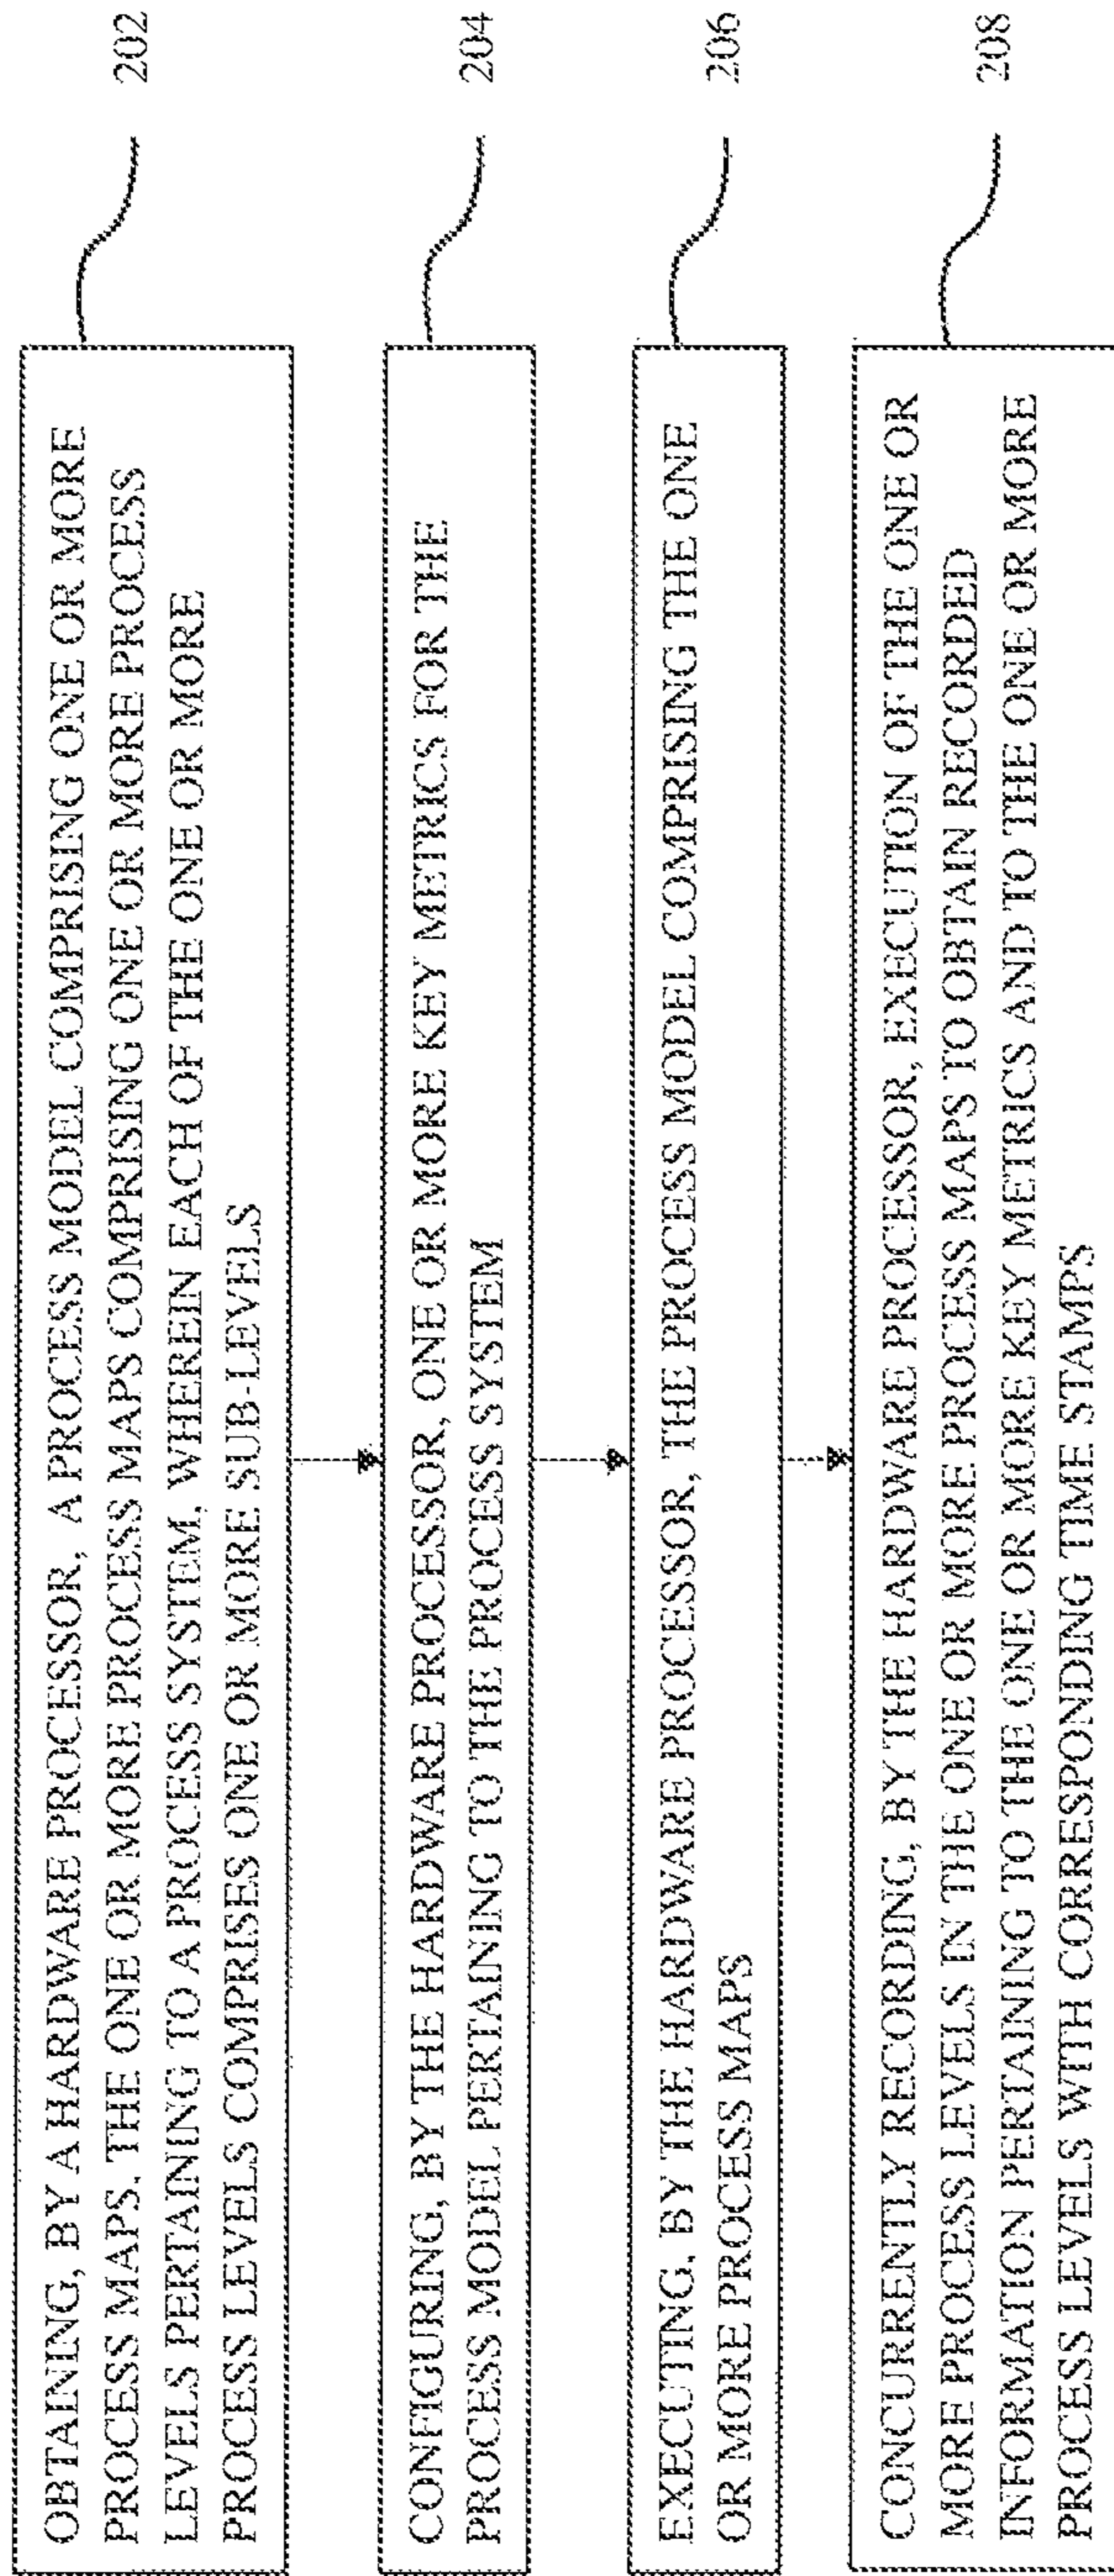 OBTAINING, BY A HARDWARE PROCESSOR, A PROCESS MODEL COMPRISING ONE OR MORE
PROCESS MAPS, THE ONE OR MORE PROCESS MAPS COMPRISING ONE OR MORE PROCESS
LEVELS PERTAINING TO A PROCESS SYSTEM, WHEREIN EACH OF THE ONE OR MORE
PROCESS LEVELS COMPRISES ONE OR MORE SUB-LEVELS
202
CONFIGURING, BY THE HARDWARE PROCESSOR, ONE OR MORE KEY METRICS FOR THE
PROCESS MODEL PERTAINING TO THE PROCESS SYSTEM
204
EXECUTING, BY THE HARDWARE PROCESSOR, THE PROCESS MODEL COMPRISING THE ONE
OR MORE PROCESS MAPS
206
CONCURRENTLY RECORDING, BY THE HARDWARE PROCESSOR, EXECUTION OF THE ONE OR
MORE PROCESS LEVELS IN THE ONE OR MORE PROCESS MAPS TO OBTAIN RECORDED
INFORMATION PERTAINING TO THE ONE OR MORE KEY METRICS AND TO THE ONE OR MORE
PROCESS LEVELS WITH CORRESPONDING TIME STAMPS
208